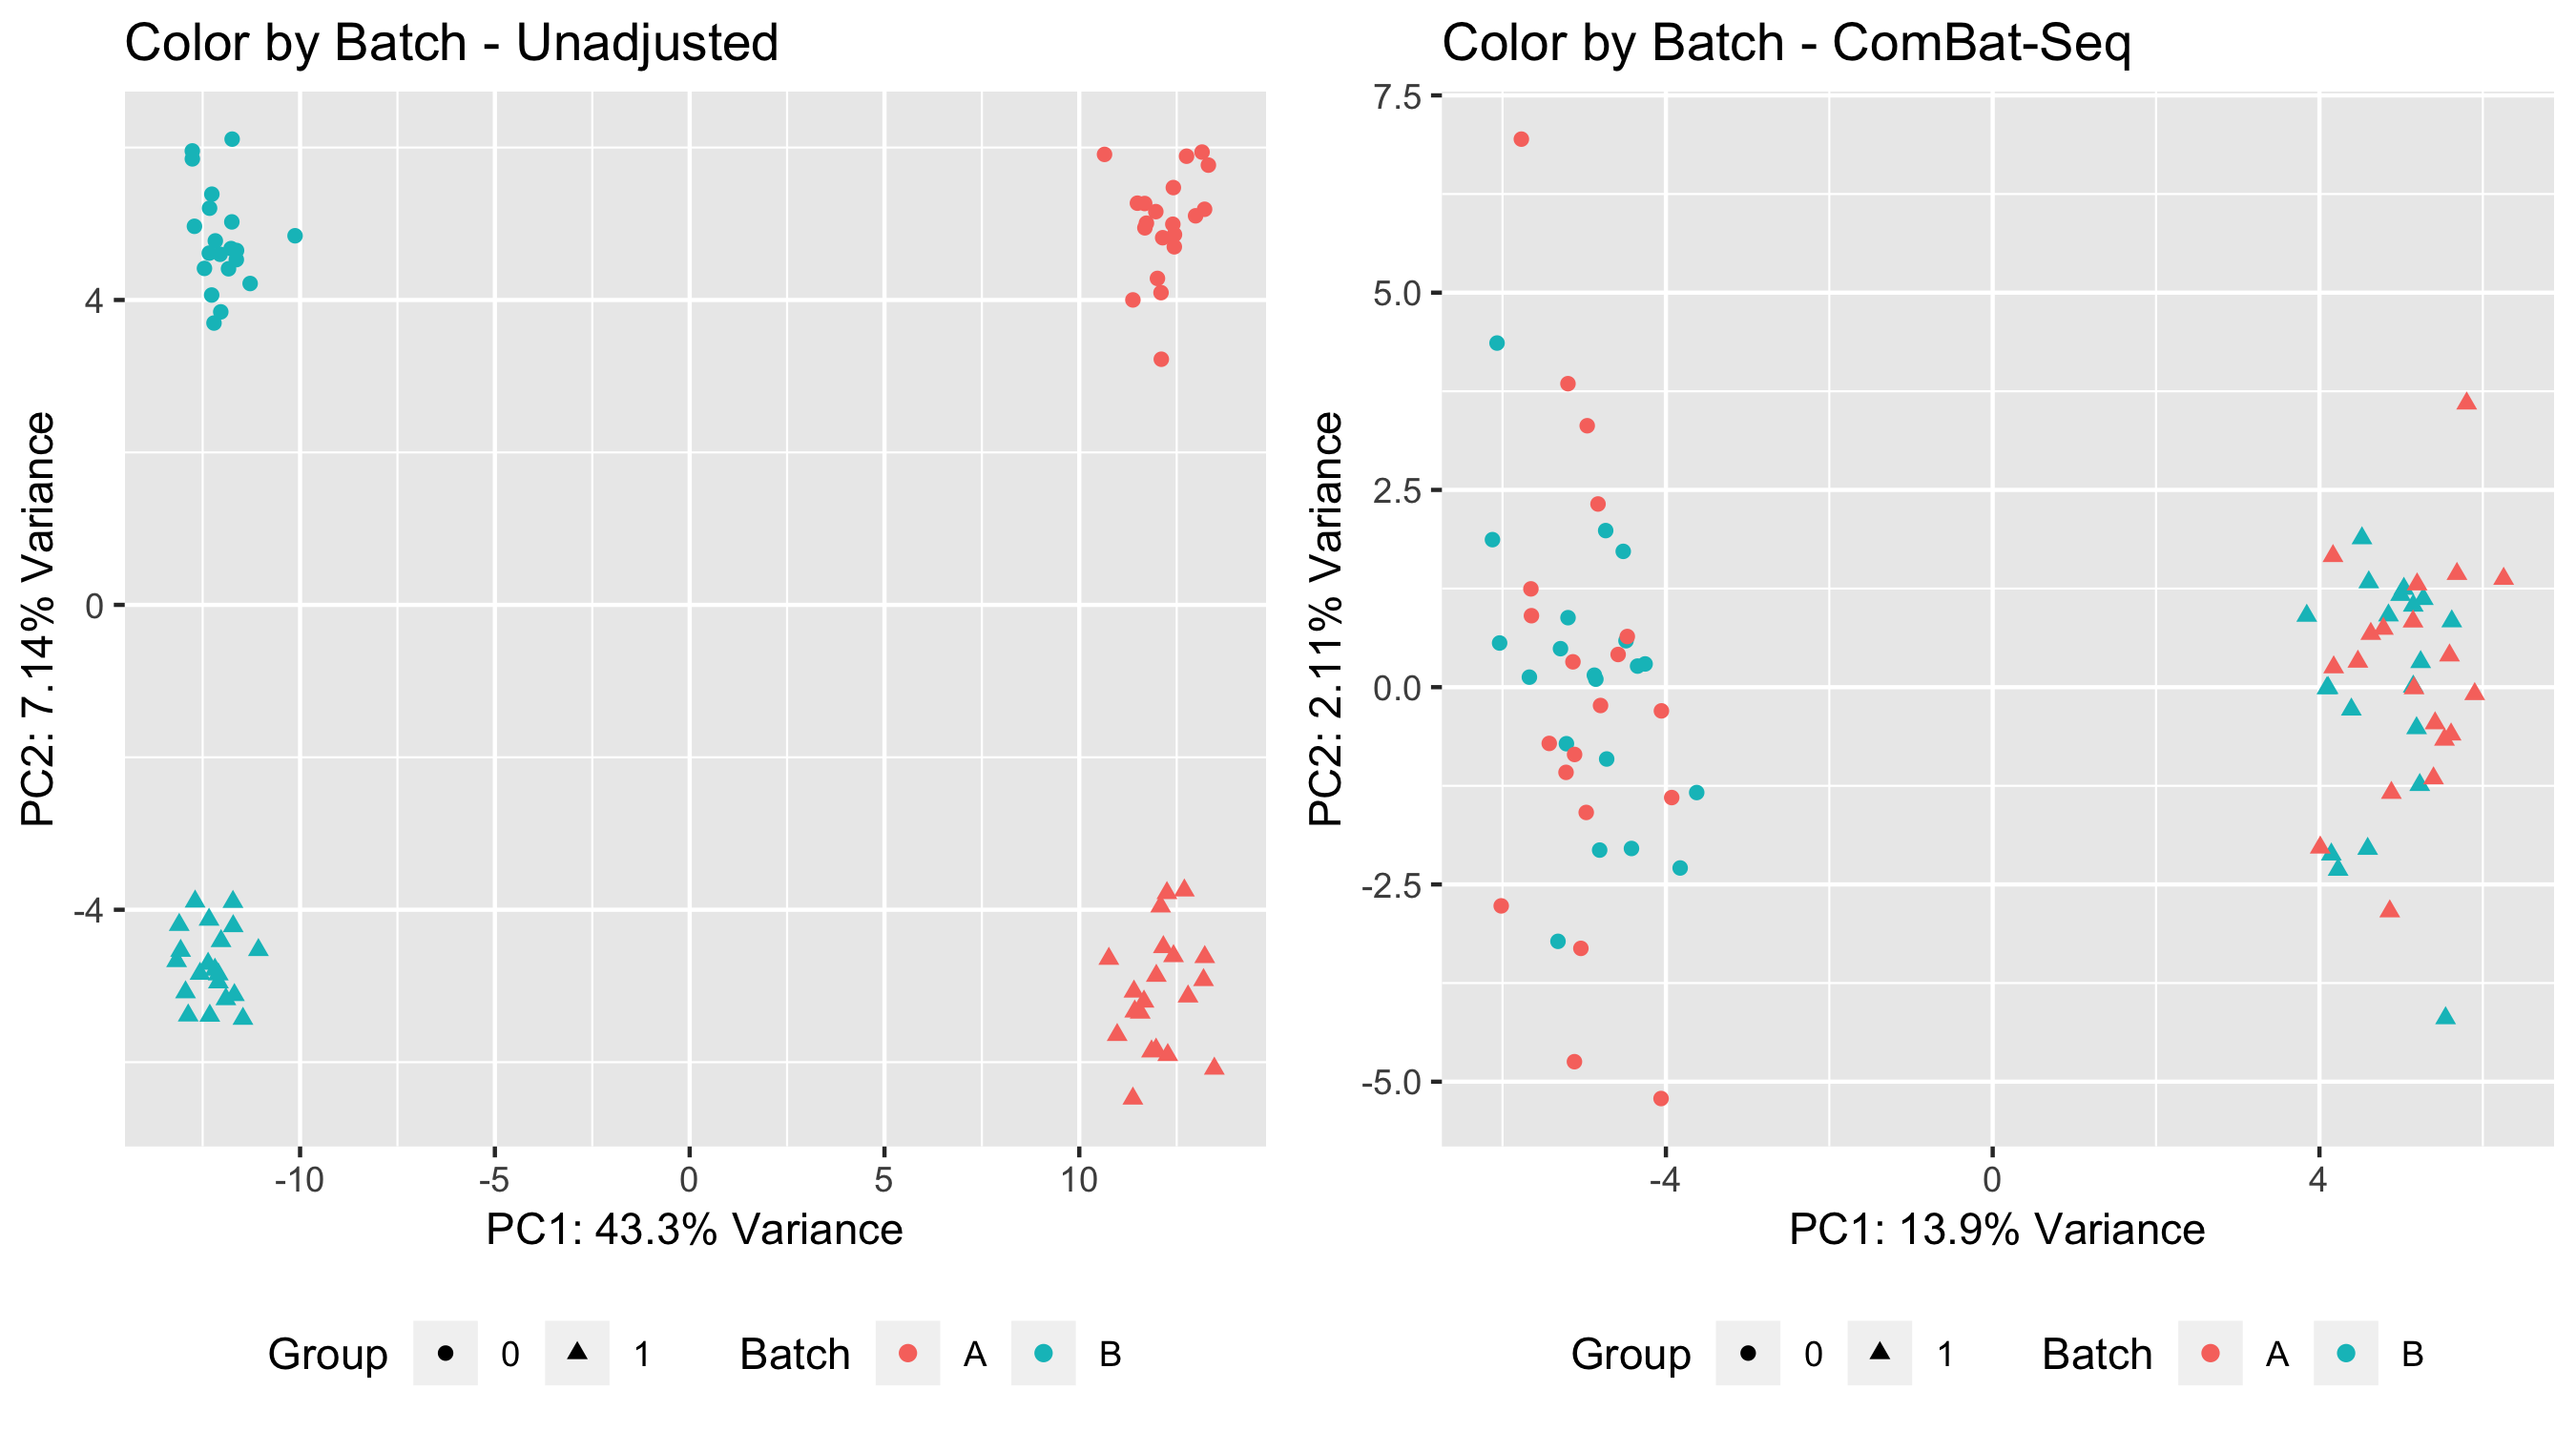 Color by Batch - Unadjusted
PC2: 7.14% Variance
4
0
-4
-10 -5 0 5 10
PC1: 43.3% Variance
Group 0 1 Batch A B
Color by Batch - ComBat-Seq
PC2: 2.11% Variance
7.5
5.0
2.5
0.0
-2.5
-5.0
-4 0 4
PC1: 13.9% Variance
Group 0 1 Batch A B